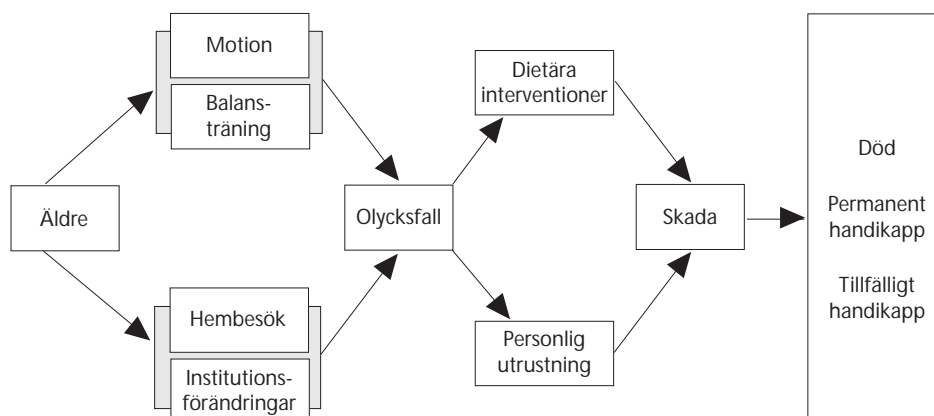 Motion
Balans-
träning
Äldre
Hembesök
Institutions-
förändringar
Olycksfall
Dietära
interventioner
Personlig
utrustning
Skada
Död
Permanent
handikapp
Tillfälligt
handikapp